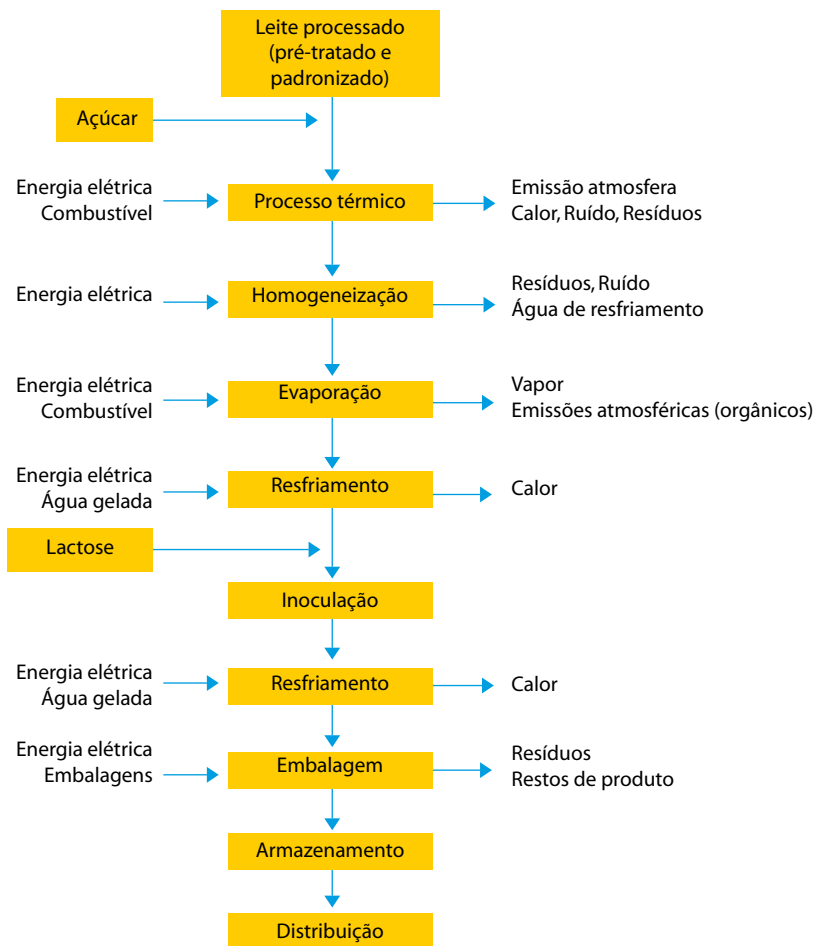 Leite processado
(pré-tratado e
padronizado)
Açúcar
Energia elétrica
Combustível
Processo térmico
Emissão atmosfera
Calor, Ruído, Resíduos
Energia elétrica
Homogeneização
Resíduos, Ruído
Água de resfriamento
Energia elétrica
Combustível
Evaporação
Vapor
Emissões atmosféricas (orgânicos)
Energia elétrica
Água gelada
Resfriamento
Calor
Lactose
Inoculação
Energia elétrica
Água gelada
Resfriamento
Calor
Energia elétrica
Embalagens
Embalagem
Resíduos
Restos de produto
Armazenamento
Distribuição